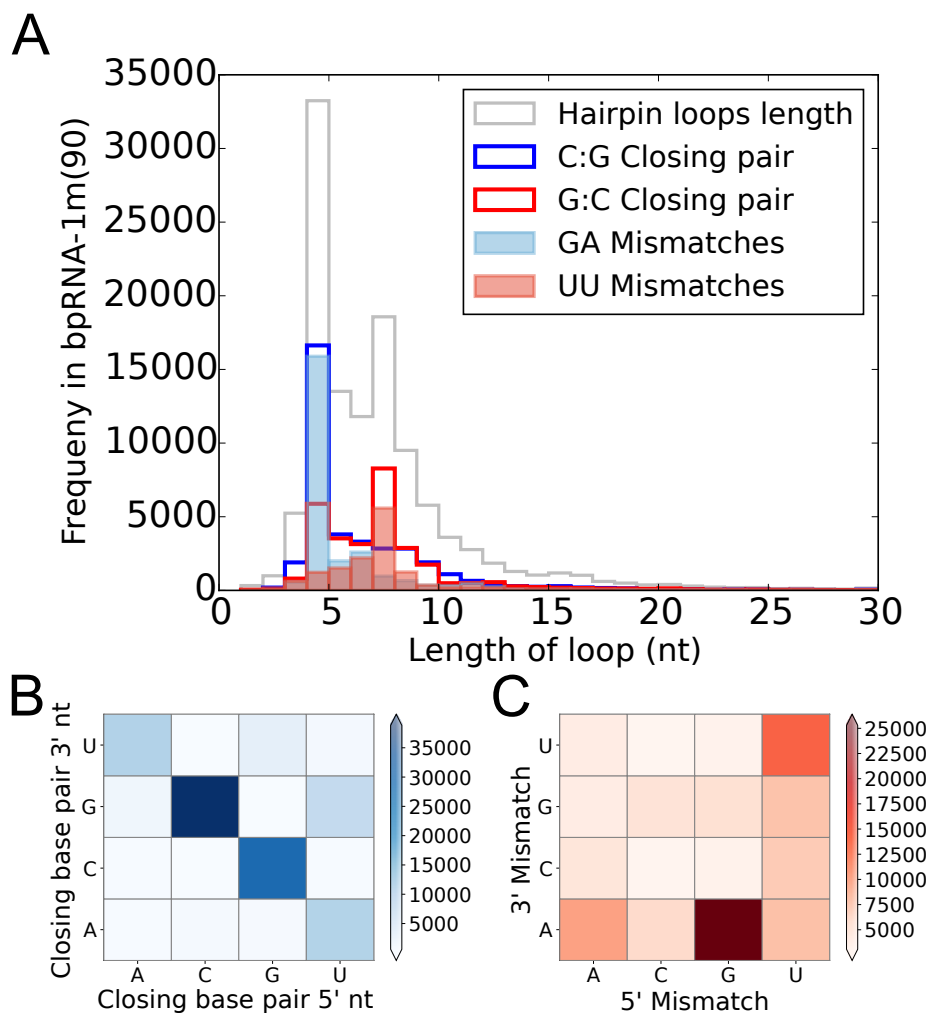 A
Frequeny in bpRNA-1m(90)
35000
30000
25000
20000
15000
10000
5000
0
Hairpin loops length
C:G Closing pair
G:C Closing pair
GA Mismatches
UU Mismatches
0 5 10 15 20 25 30
Length of loop (nt)
B
Closing base pair 3' nt
U
G
C
A
A C G U
Closing base pair 5' nt
35000
30000
25000
20000
15000
10000
5000
C
3' Mismatch
U
G
C
A
A C G U
5' Mismatch
25000
22500
20000
17500
15000
12500
10000
7500
5000